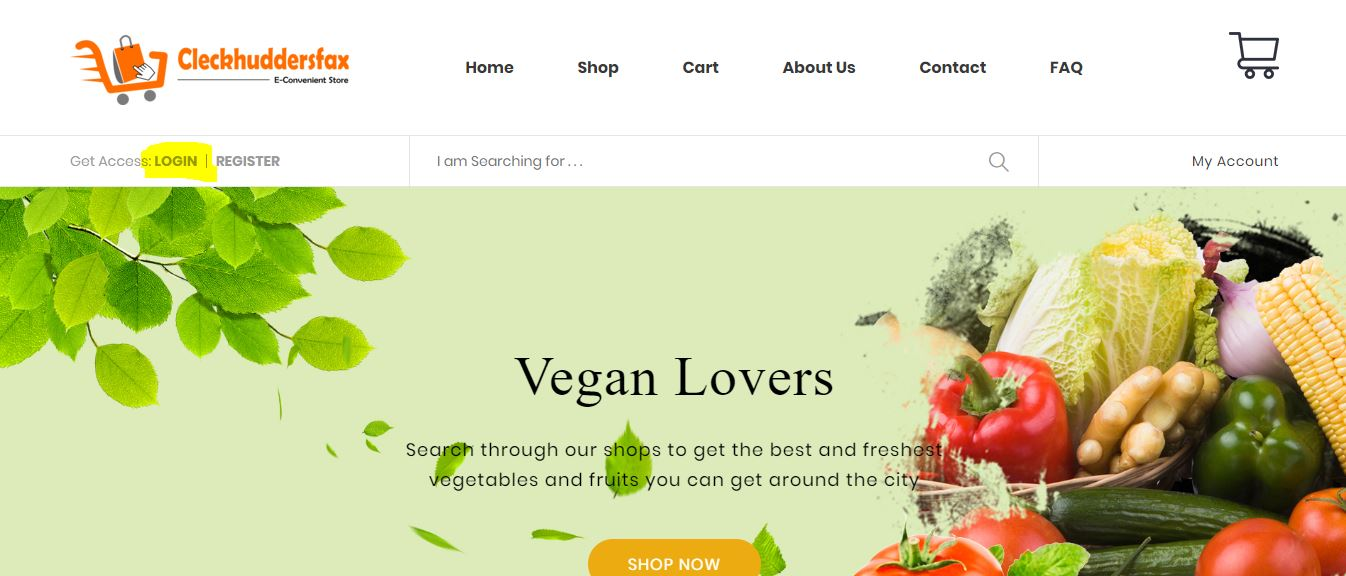 Cleckhuddersfax
E-Convenient Store
Home Shop Cart About Us Contact FAQ
Get Access: LOGIN | REGISTER
I am Searching for . . .
My Account
Vegan Lovers
Search through our shops to get the best and freshest
vegetables and fruits you can get around the city
SHOP NOW